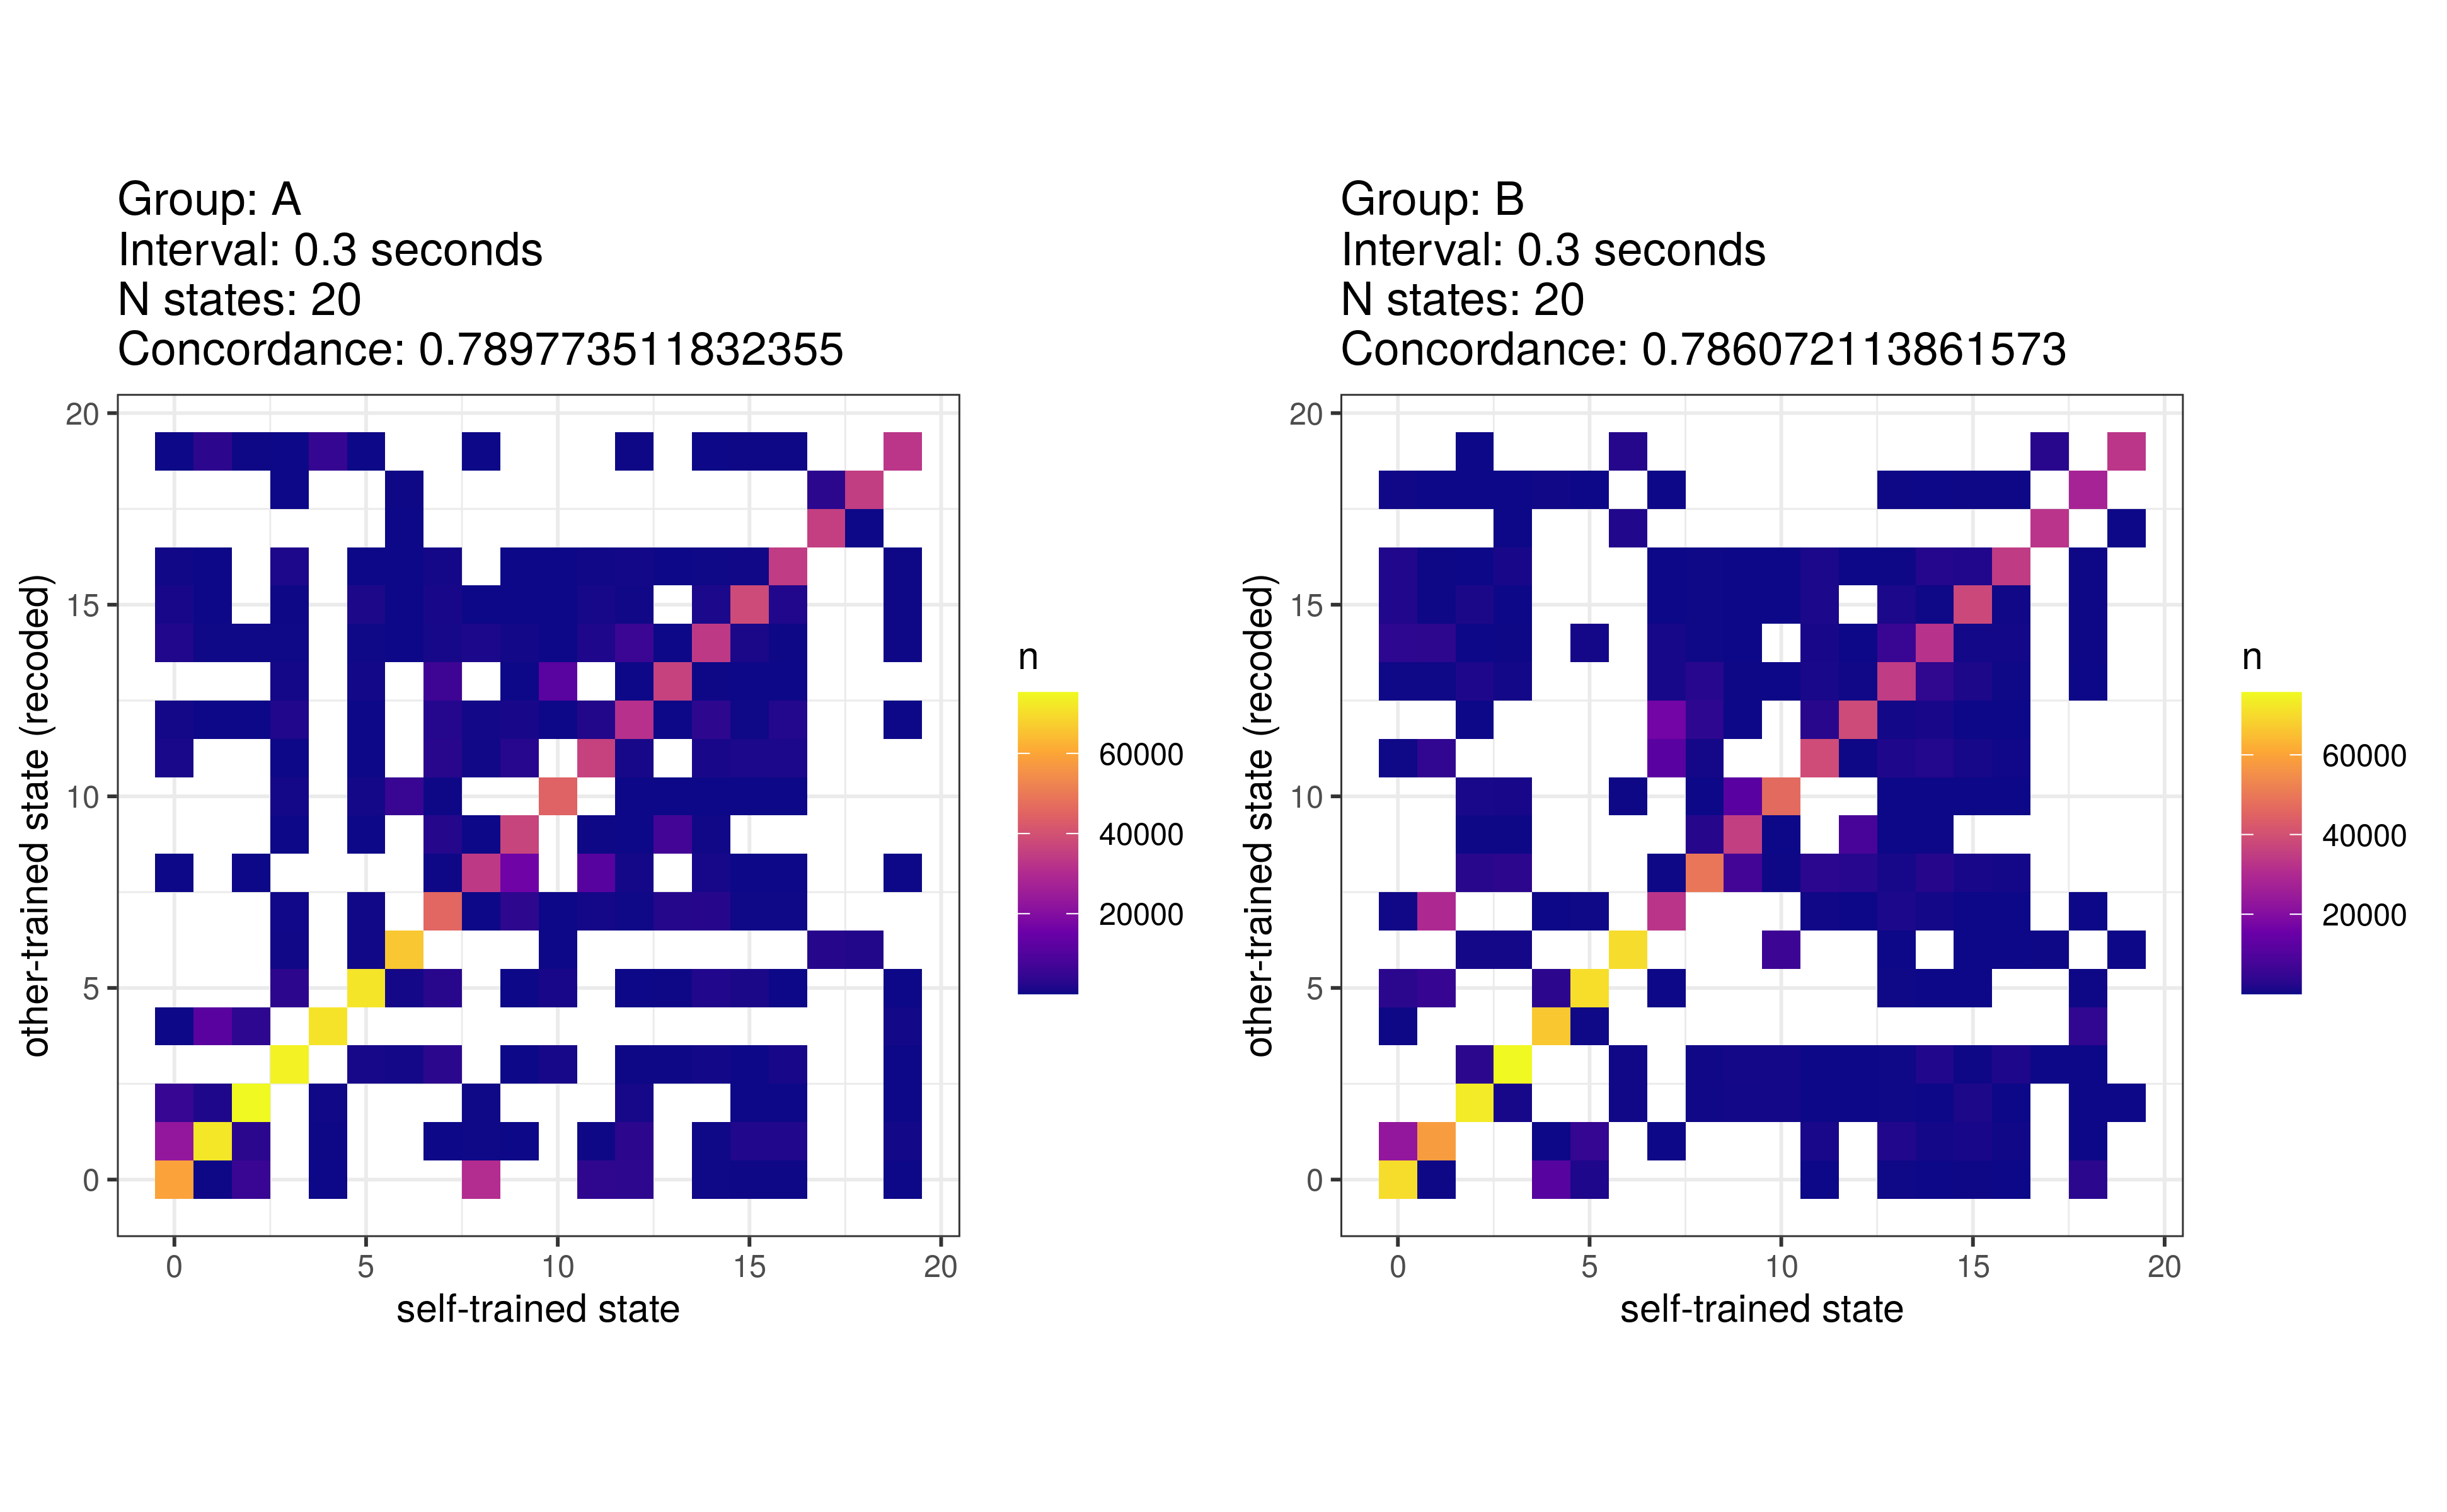 Group: A
Interval: 0.3 seconds
N states: 20
Concordance: 0.789773511832355
20
15
10
5
0
other-trained state (recoded)
0 5 10 15 20
self-trained state
n
60000
40000
20000
Group: B
Interval: 0.3 seconds
N states: 20
Concordance: 0.786072113861573
20
15
10
5
0
other-trained state (recoded)
0 5 10 15 20
self-trained state
n
60000
40000
20000